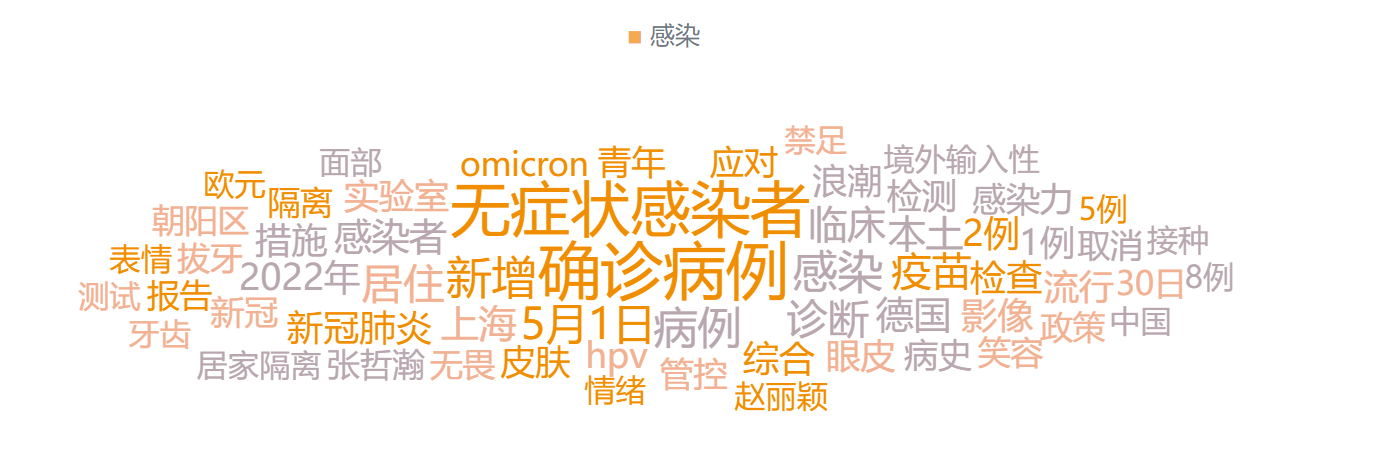 感染
禁足
面部
omicron
青年
应对
境外输入性
欧元
隔离
实验室
无症状感染者
浪潮
检测
感染力
5例
朝阳区
措施
感染者
临床
本土
2例
1例
取消
接种
表情
拔牙
2022年
居住
新增
确诊病例
感染
疫苗
检查
流行
30日
8例
测试
报告
新冠
新冠肺炎
上海
5月1日
病例
诊断
德国
影像
政策
中国
牙齿
居家隔离
张哲瀚
无畏
皮肤
hpv
管控
综合
眼皮
病史
笑容
情绪
赵丽颖